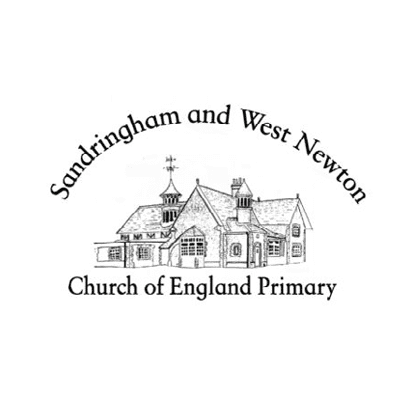 Sandringham and West Newton
Church of England Primary